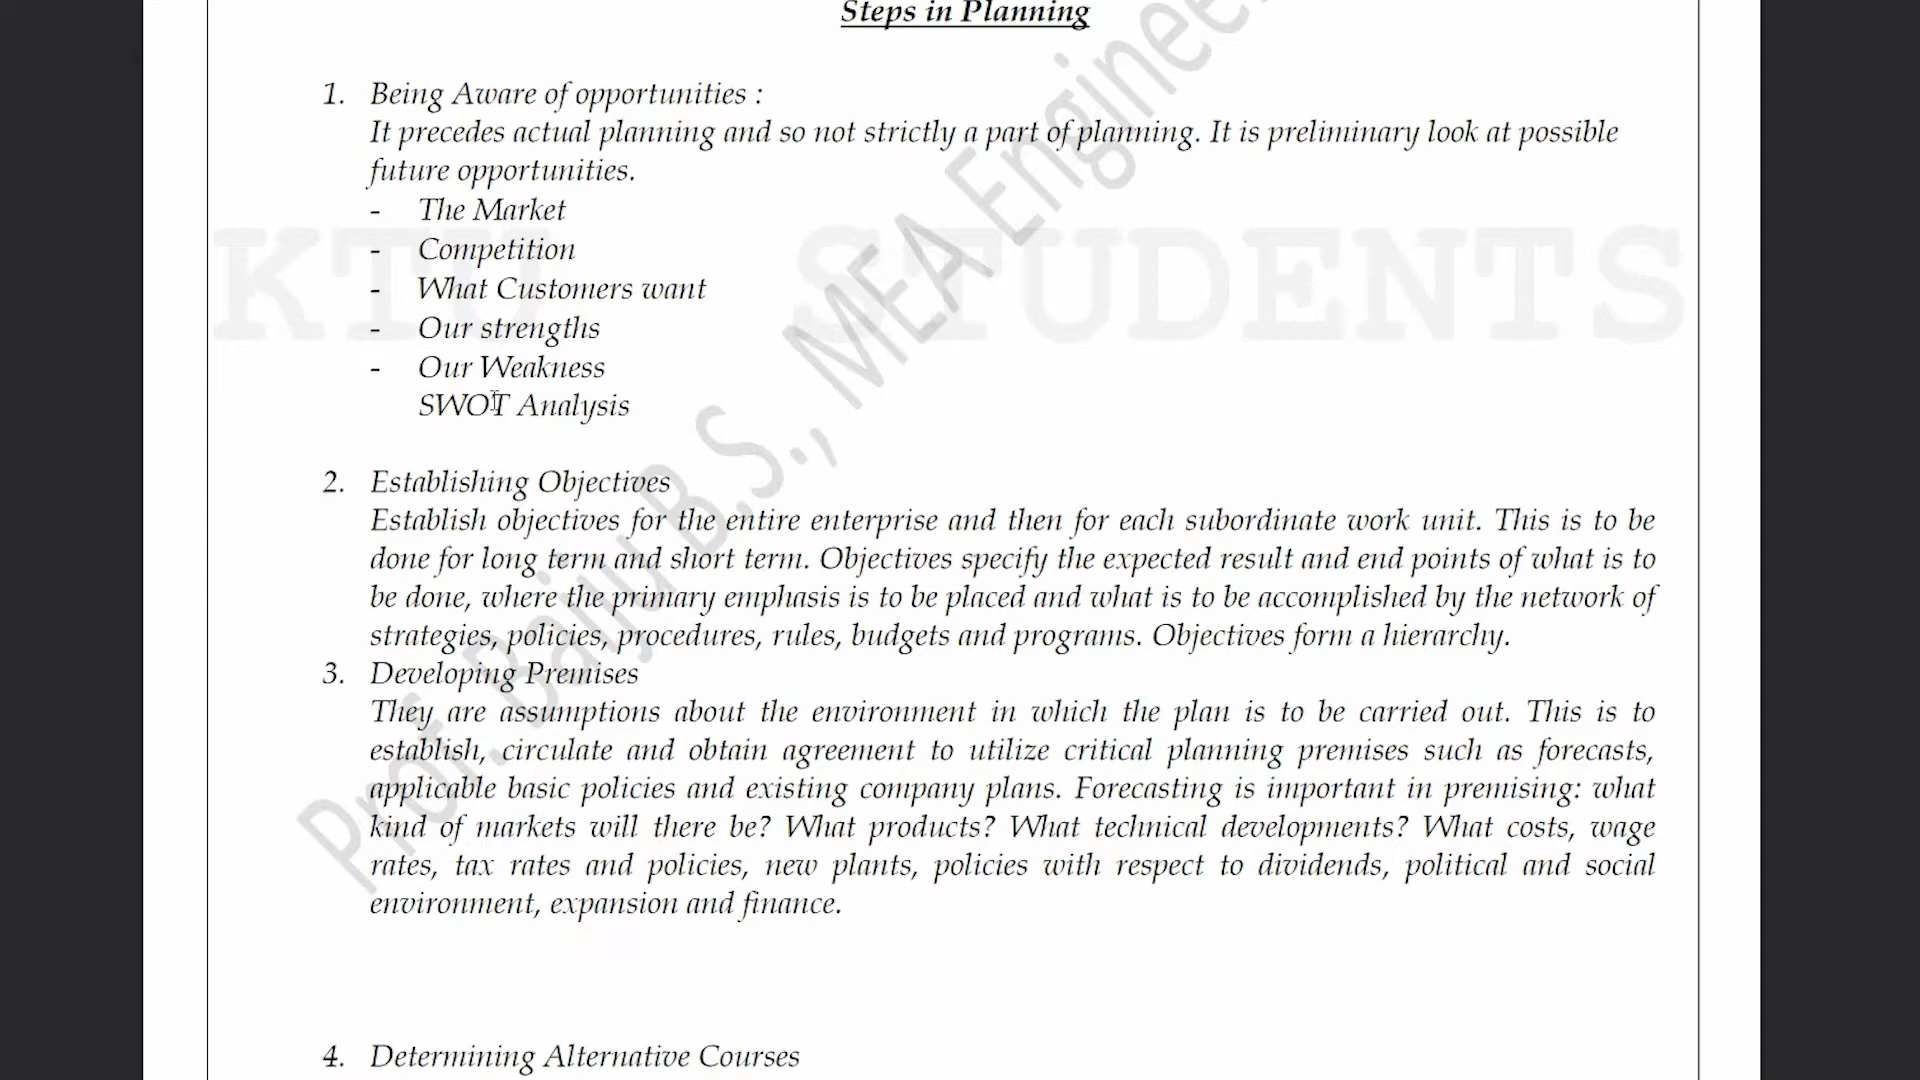 Steps in Planning
1. Being Aware of opportunities :
It precedes actual planning and so not strictly a part of planning. It is preliminary look at possible
future opportunities.
- The Market
- Competition
- What Customers want
- Our strengths
- Our Weakness
SWOT Analysis
2. Establishing Objectives
Establish objectives for the entire enterprise and then for each subordinate work unit. This is to be
done for long term and short term. Objectives specify the expected result and end points of what is to
be done, where the primary emphasis is to be placed and what is to be accomplished by the network of
strategies, policies, procedures, rules, budgets and programs. Objectives form a hierarchy.
3. Developing Premises
They are assumptions about the environment in which the plan is to be carried out. This is to
establish, circulate and obtain agreement to utilize critical planning premises such as forecasts,
applicable basic policies and existing company plans. Forecasting is important in premising: what
kind of markets will there be? What products? What technical developments? What costs, wage
rates, tax rates and policies, new plants, policies with respect to dividends, political and social
environment, expansion and finance.
4. Determining Alternative Courses
KTU STUDENTS
Prof. Baiju B.S., MEA